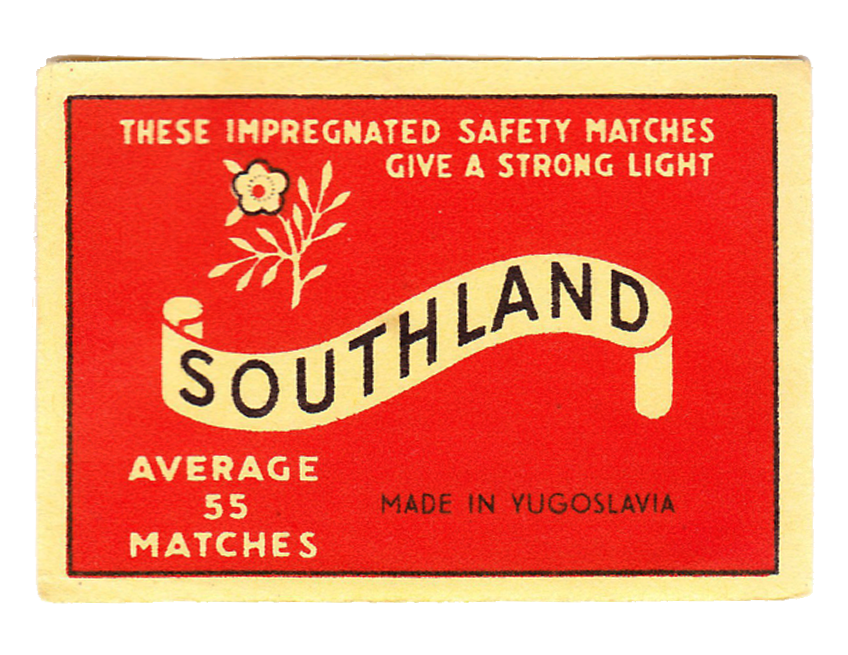 THESE IMPREGNATED SAFETY MATCHES
GIVE A STRONG LIGHT
SOUTHLAND
AVERAGE
55
MATCHES
MADE IN YUGOSLAVIA